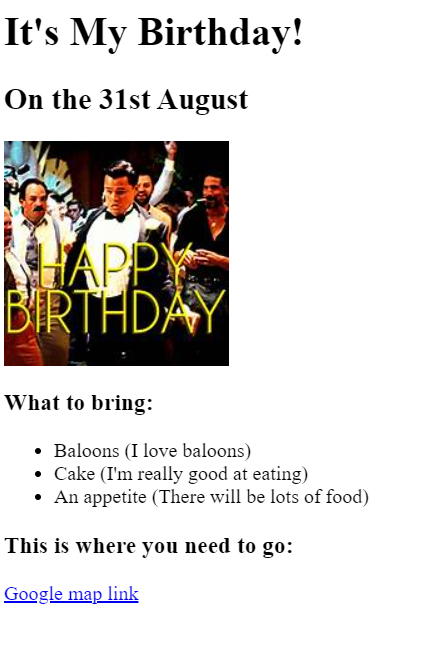 It's My Birthday!
On the 31st August
HAPPY
BIRTHDAY
What to bring:
Baloons (I love baloons)
Cake (I'm really good at eating)
An appetite (There will be lots of food)
This is where you need to go:
Google map link